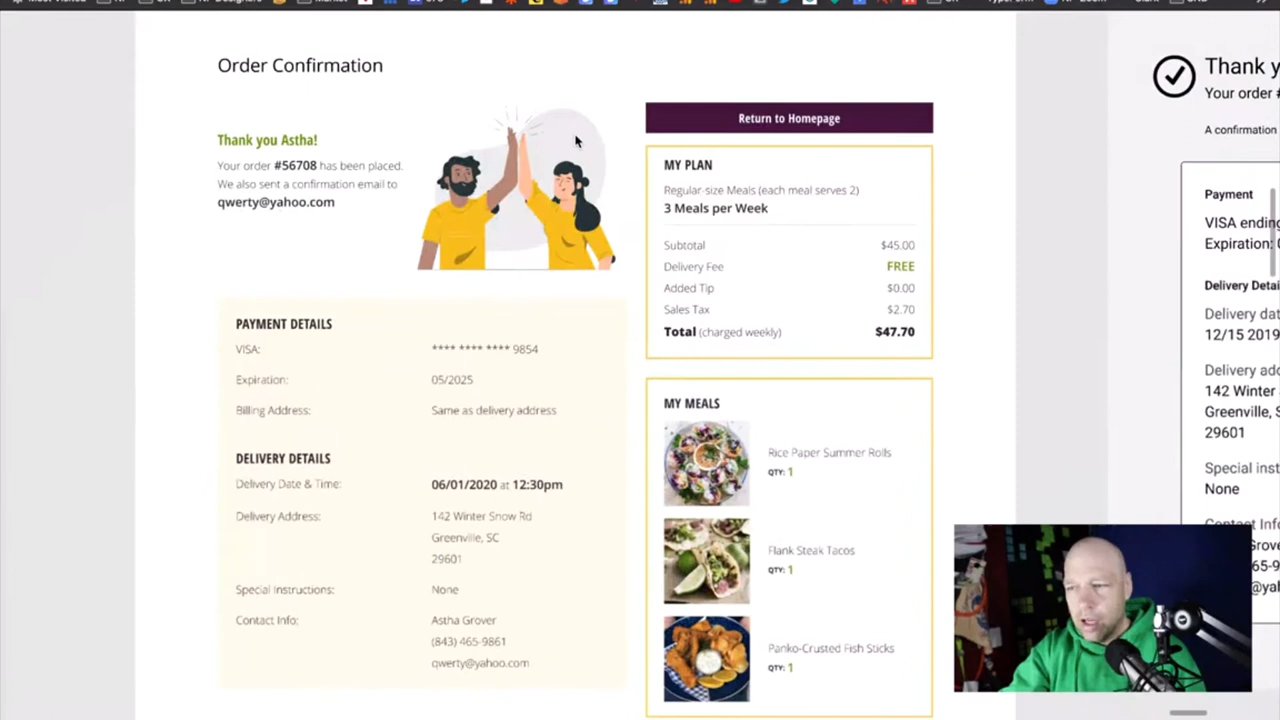 Order Confirmation
Thank you Astha!
Your order #56708 has been placed.
We also sent a confirmation email to
qwerty@yahoo.com
PAYMENT DETAILS
VISA: **** **** **** 9854
Expiration: 05/2025
Billing Address: Same as delivery address
DELIVERY DETAILS
Delivery Date & Time: 06/01/2020 at 12:30pm
Delivery Address: 142 Winter Snow Rd
Greenville, SC
29601
Special Instructions: None
Contact Info: Astha Grover
(843) 465-9861
qwerty@yahoo.com
Return to Homepage
MY PLAN
Regular-size Meals (each meal serves 2)
3 Meals per Week
Subtotal $45.00
Delivery Fee FREE
Added Tip $0.00
Sales Tax $2.70
Total (charged weekly) $47.70
MY MEALS
Rice Paper Summer Rolls
QTY: 1
Flank Steak Tacos
QTY: 1
Panko-Crusted Fish Sticks
QTY: 1
Thank y
Your order #
A confirmation
Payment
VISA ending
Expiration:
Delivery Detai
Delivery dat
12/15 2019
Delivery add
142 Winter
Greenville, S
29601
Special inst
None
Contact Info
Grove
65-9
@yal